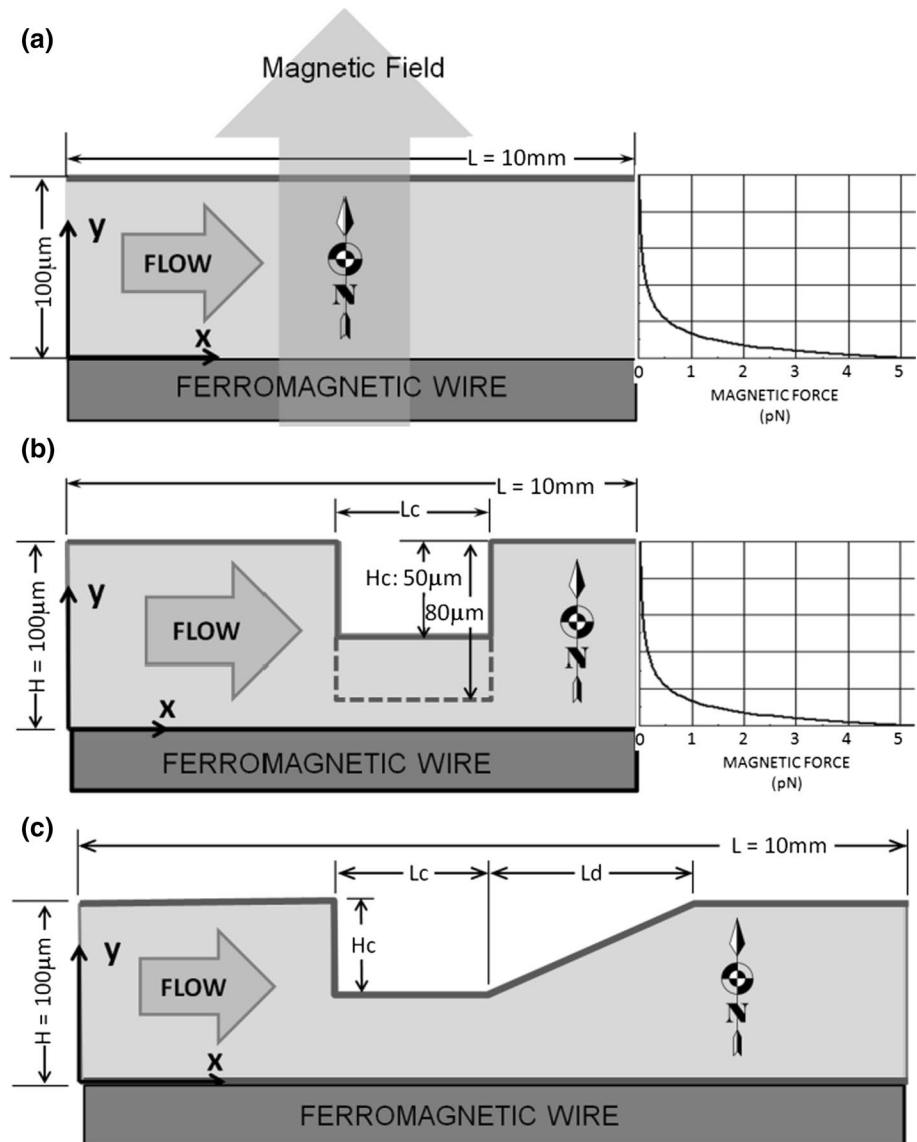 (a)
Magnetic Field
L = 10mm
100μm
y
FLOW
N
x
FERROMAGNETIC WIRE
0 1 2 3 4 5
MAGNETIC FORCE
(pN)
(b)
L = 10mm
Lc
H = 100μm
y
FLOW
Hc: 50μm
80μm
N
x
FERROMAGNETIC WIRE
0 1 2 3 4 5
MAGNETIC FORCE
(pN)
(c)
L = 10mm
Lc
Ld
H = 100μm
y
FLOW
Hc
N
x
FERROMAGNETIC WIRE